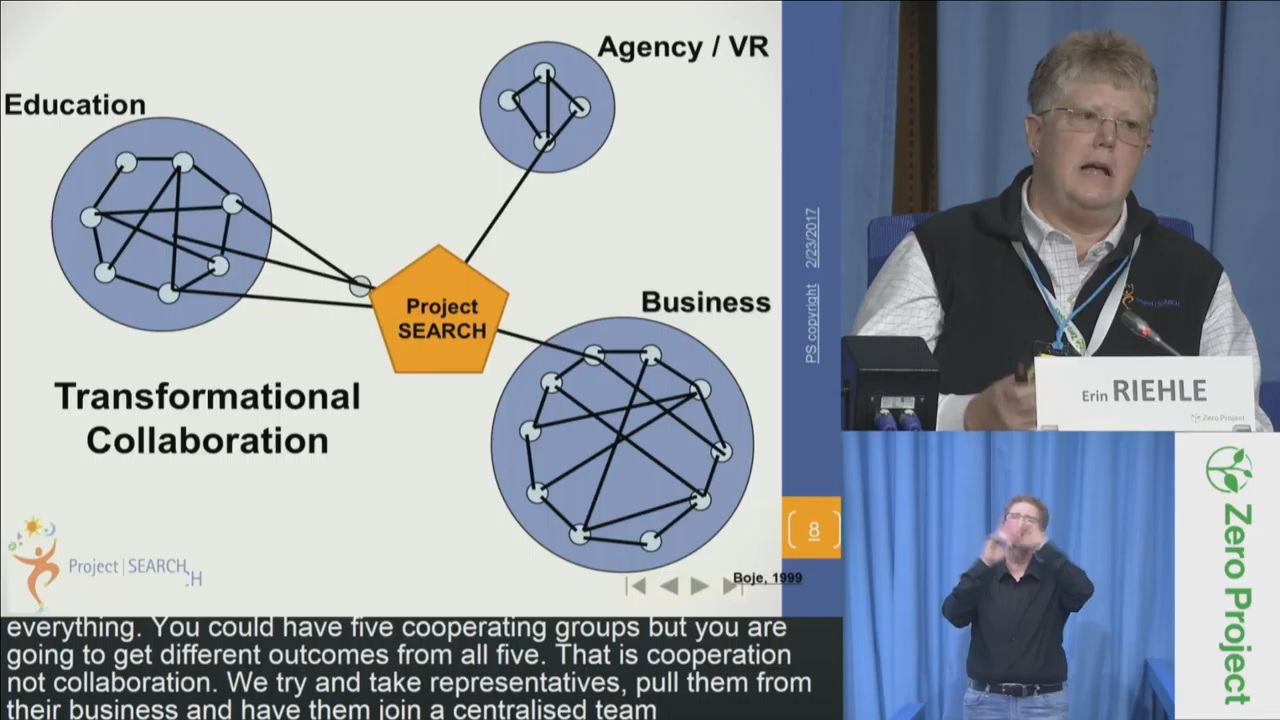 Agency / VR
Education
Project
SEARCH
Business
Transformational
Collaboration
Project | SEARCH
Boje, 1999
PS copyright 2/23/2017
8
everything. You could have five cooperating groups but you are
going to get different outcomes from all five. That is cooperation
not collaboration. We try and take representatives, pull them from
their business and have them join a centralised team
Erin RIEHLE
Zero Project
Zero Project